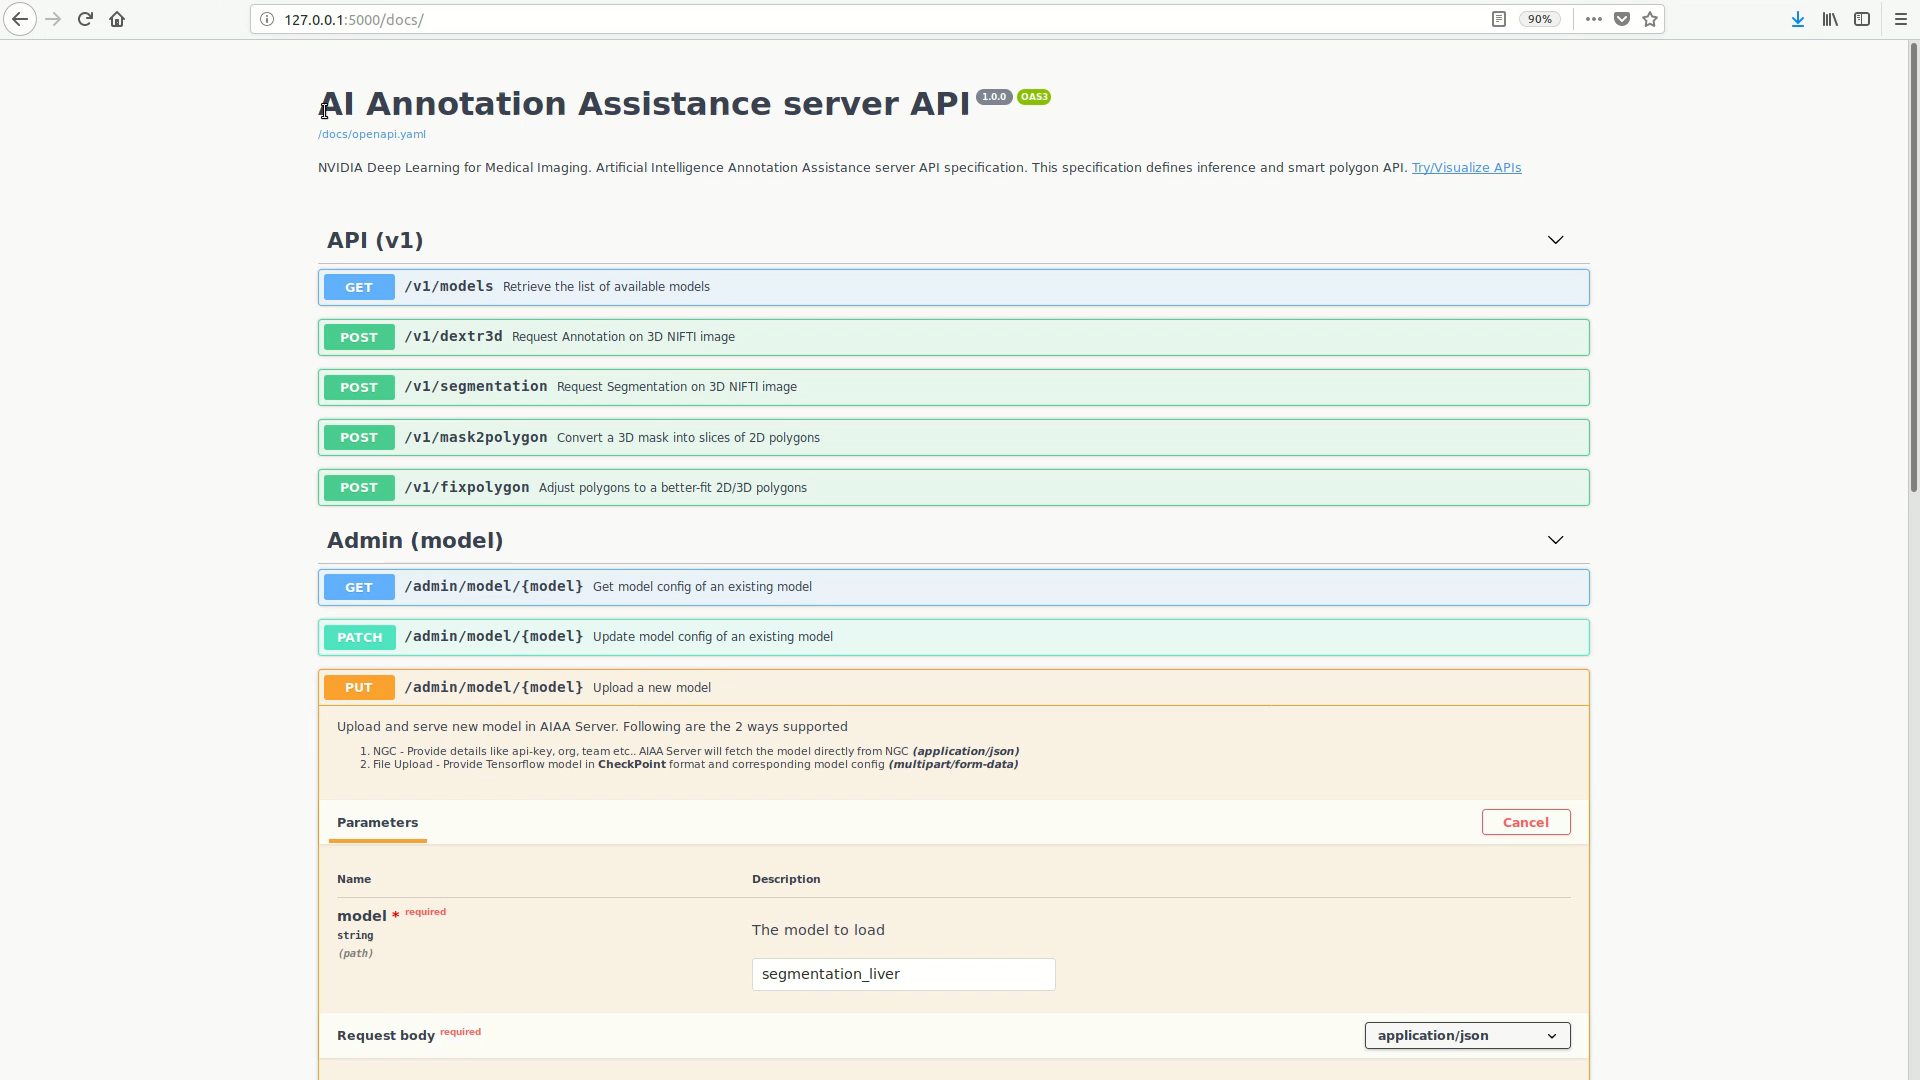 127.0.0.1:5000/docs/
90%
AI Annotation Assistance server API 1.0.0 OAS3
/docs/openapi.yaml
NVIDIA Deep Learning for Medical Imaging. Artificial Intelligence Annotation Assistance server API specification. This specification defines inference and smart polygon API. Try/Visualize APIs
API (v1)
GET /v1/models Retrieve the list of available models
POST /v1/dextr3d Request Annotation on 3D NIFTI image
POST /v1/segmentation Request Segmentation on 3D NIFTI image
POST /v1/mask2polygon Convert a 3D mask into slices of 2D polygons
POST /v1/fixpolygon Adjust polygons to a better-fit 2D/3D polygons
Admin (model)
GET /admin/model/{model} Get model config of an existing model
PATCH /admin/model/{model} Update model config of an existing model
PUT /admin/model/{model} Upload a new model
Upload and serve new model in AIAA Server. Following are the 2 ways supported
1. NGC - Provide details like api-key, org, team etc.. AIAA Server will fetch the model directly from NGC (application/json)
2. File Upload - Provide Tensorflow model in CheckPoint format and corresponding model config (multipart/form-data)
Parameters Cancel
Name Description
model * required
string
(path)
The model to load
segmentation_liver
Request body required application/json